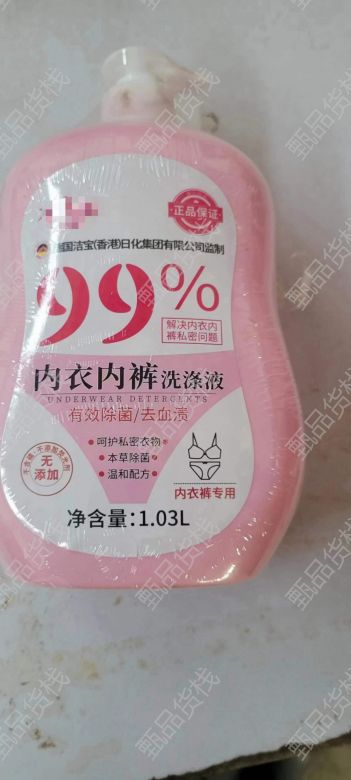 正品保证
德国洁宝(香港)日化集团有限公司监制
99%
解决内衣内
裤私密问题
内衣内裤洗涤液
UNDERWEAR DETERGENTS
有效除菌/去血渍
• 呵护私密衣物
• 本草除菌
• 温和配方
无
添加
内衣裤专用
净含量:1.03L
甄品货栈